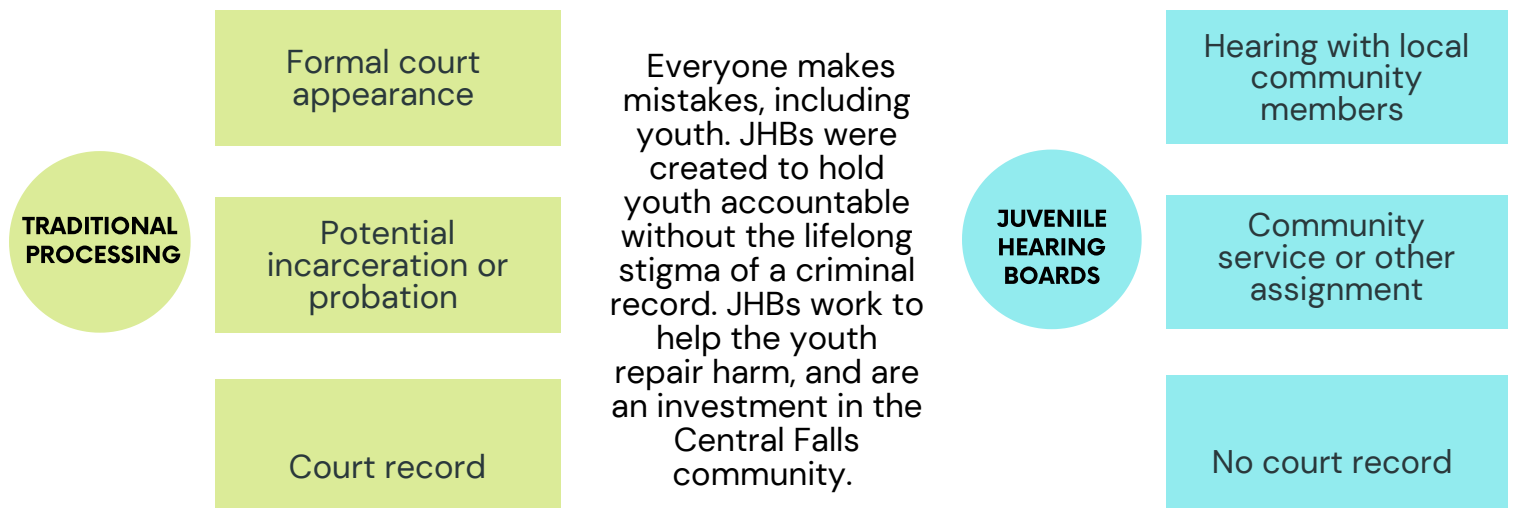 TRADITIONAL
PROCESSING
Formal court
appearance
Potential
incarceration or
probation
Court record
Everyone makes
mistakes, including
youth. JHBs were
created to hold
youth accountable
without the lifelong
stigma of a criminal
record. JHBs work to
help the youth
repair harm, and are
an investment in the
Central Falls
community.
JUVENILE
HEARING
BOARDS
Hearing with local
community
members
Community
service or other
assignment
No court record